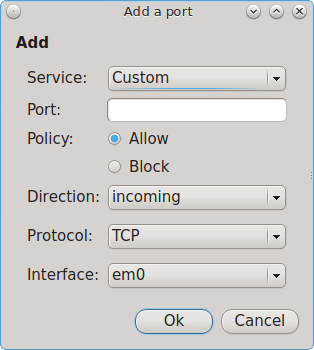 Add a port
Add
Service: Custom
Port:
Policy: Allow
Block
Direction: incoming
Protocol: TCP
Interface: em0
Ok Cancel